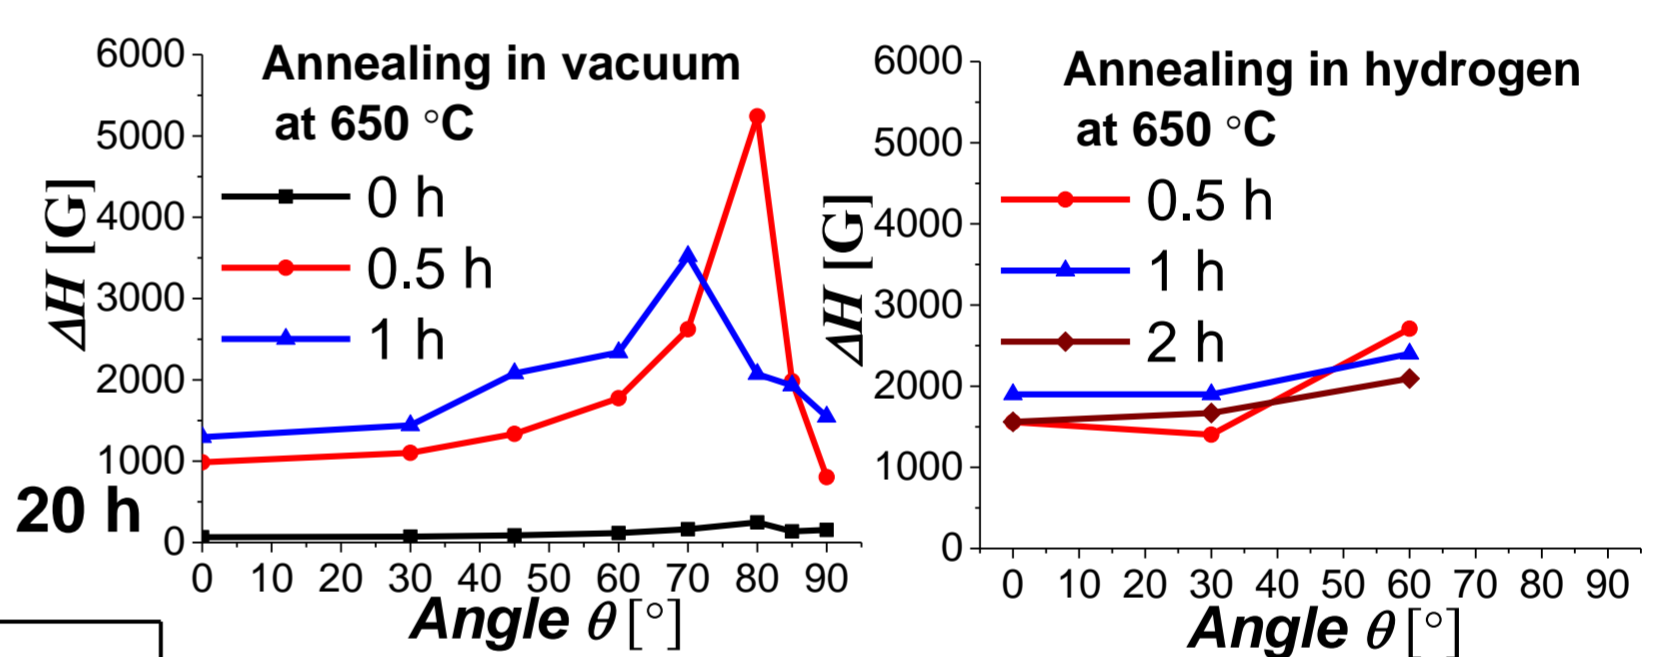 Annealing in vacuum
at 650 °C
0 h
0.5 h
1 h
ΔH [G]
6000
5000
4000
3000
2000
1000
0
0 10 20 30 40 50 60 70 80 90
Angle θ [°]
20 h
Annealing in hydrogen
at 650 °C
0.5 h
1 h
2 h
ΔH [G]
6000
5000
4000
3000
2000
1000
0
0 10 20 30 40 50 60 70 80 90
Angle θ [°]